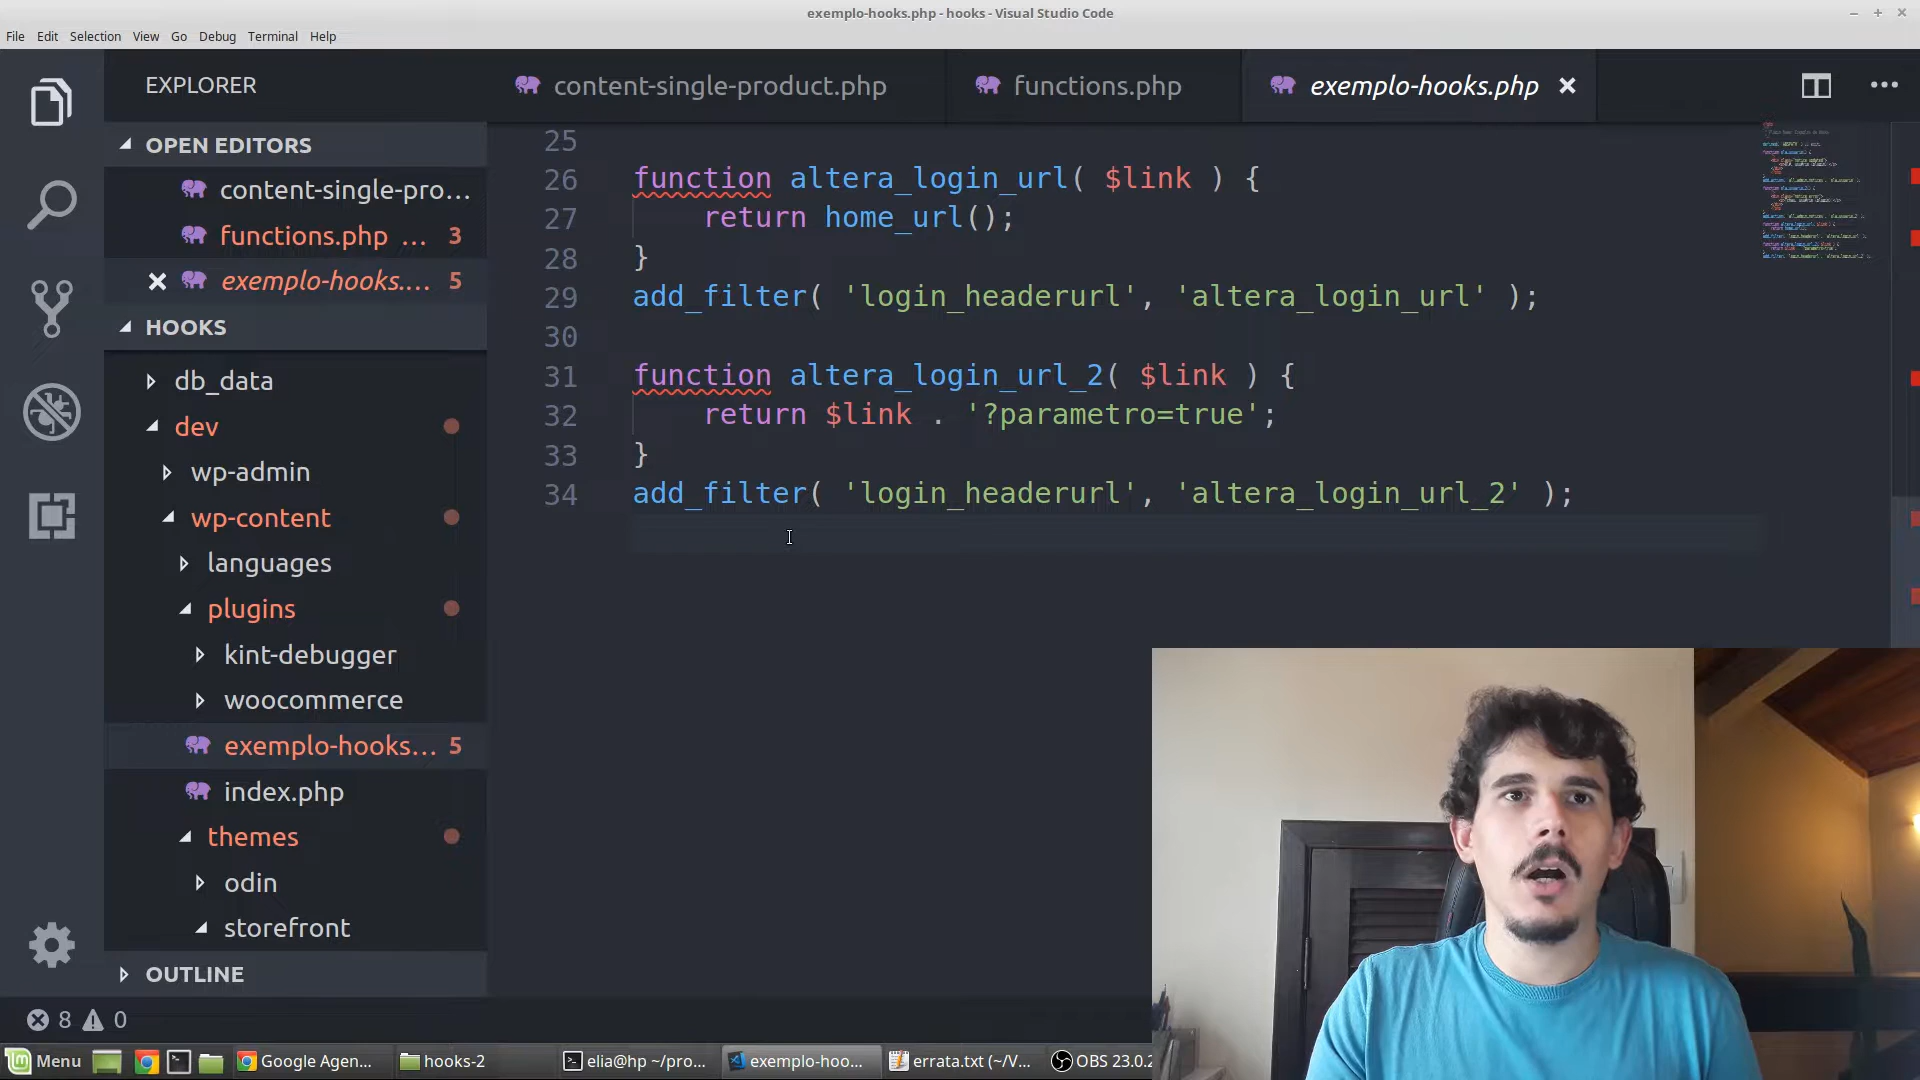 exemplo-hooks.php - hooks - Visual Studio Code
File Edit Selection View Go Debug Terminal Help
EXPLORER
content-single-product.php
functions.php
exemplo-hooks.php
OPEN EDITORS
content-single-pro...
functions.php ... 3
exemplo-hooks.... 5
HOOKS
db_data
dev
wp-admin
wp-content
languages
plugins
kint-debugger
woocommerce
exemplo-hooks... 5
index.php
themes
odin
storefront
OUTLINE
25
26 function altera_login_url( $link ) {
27 return home_url();
28 }
29 add_filter( 'login_headerurl', 'altera_login_url' );
30
31 function altera_login_url_2( $link ) {
32 return $link . '?parametro=true';
33 }
34 add_filter( 'login_headerurl', 'altera_login_url_2' );
8 0
Menu
Google Agen...
hooks-2
elia@hp ~/pro...
exemplo-hoo...
errata.txt (~/V...
OBS 23.0.2